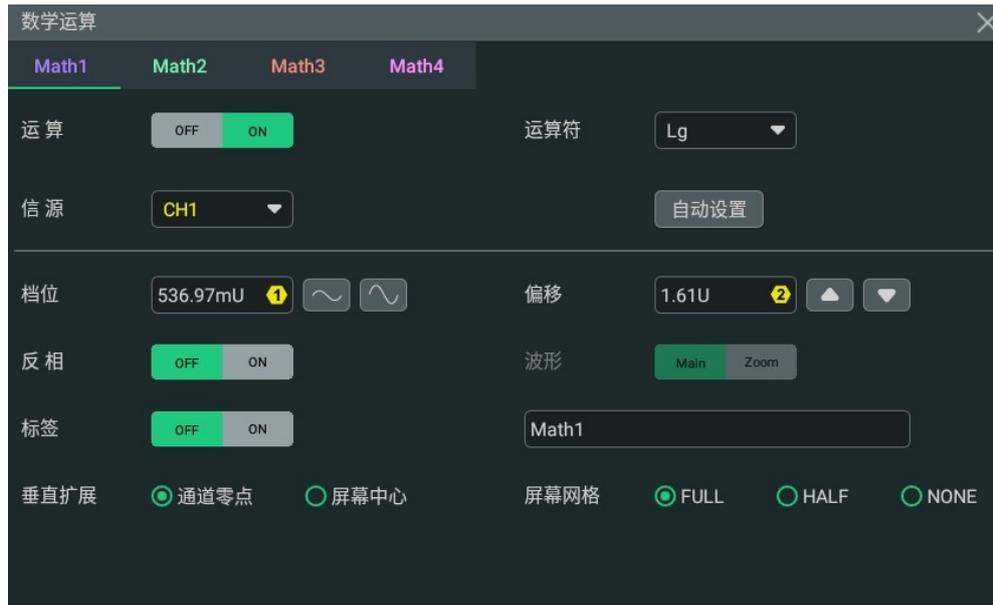 数学运算
Math1 Math2 Math3 Math4
运算 OFF ON 运算符 Lg
信源 CH1 自动设置
档位 536.97mU 1 偏移 1.61U 2
反相 OFF ON 波形 Main Zoom
标签 OFF ON Math1
垂直扩展 通道零点 屏幕中心 屏幕网格 FULL HALF NONE